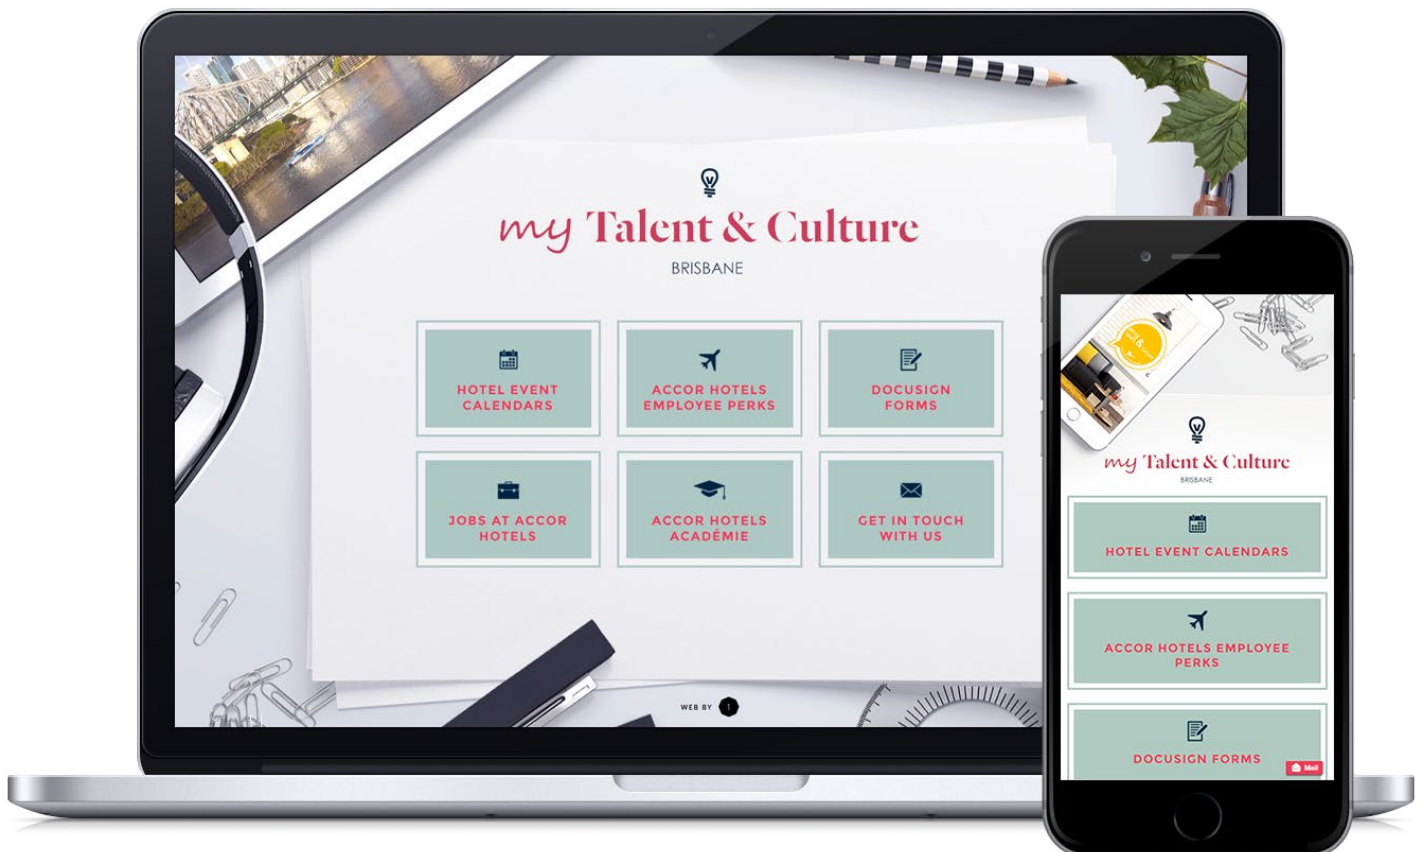 my Talent & Culture
BRISBANE
HOTEL EVENT
CALENDARS
ACCOR HOTELS
EMPLOYEE PERKS
DOCUSIGN
FORMS
JOBS AT ACCOR
HOTELS
ACCOR HOTELS
ACADÉMIE
GET IN TOUCH
WITH US
WEB BY 1
my Talent & Culture
BRISBANE
HOTEL EVENT CALENDARS
ACCOR HOTELS EMPLOYEE
PERKS
DOCUSIGN FORMS
Mail